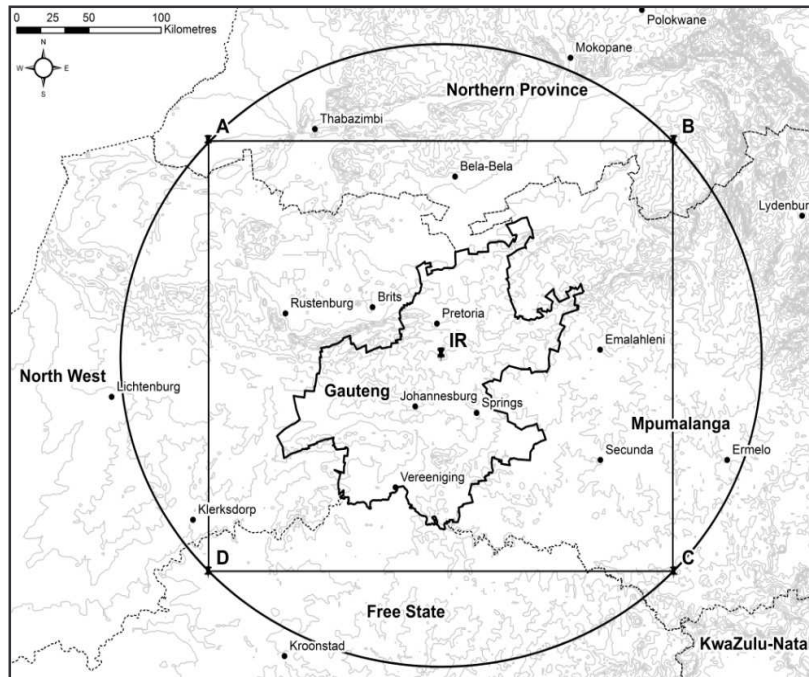 0 25 50 100
Kilometres
N
W E
S
Polokwane
Mokopane
Northern Province
A
B
Thabazimbi
Bela-Bela
Lydenbur
Rustenburg
Brits
Pretoria
IR
Emalahleni
North West
Lichtenburg
Gauteng
Johannesburg
Springs
Mpumalanga
Secunda
Ermelo
Vereeniging
Klerksdorp
D
C
Free State
Kroonstad
KwaZulu-Nata